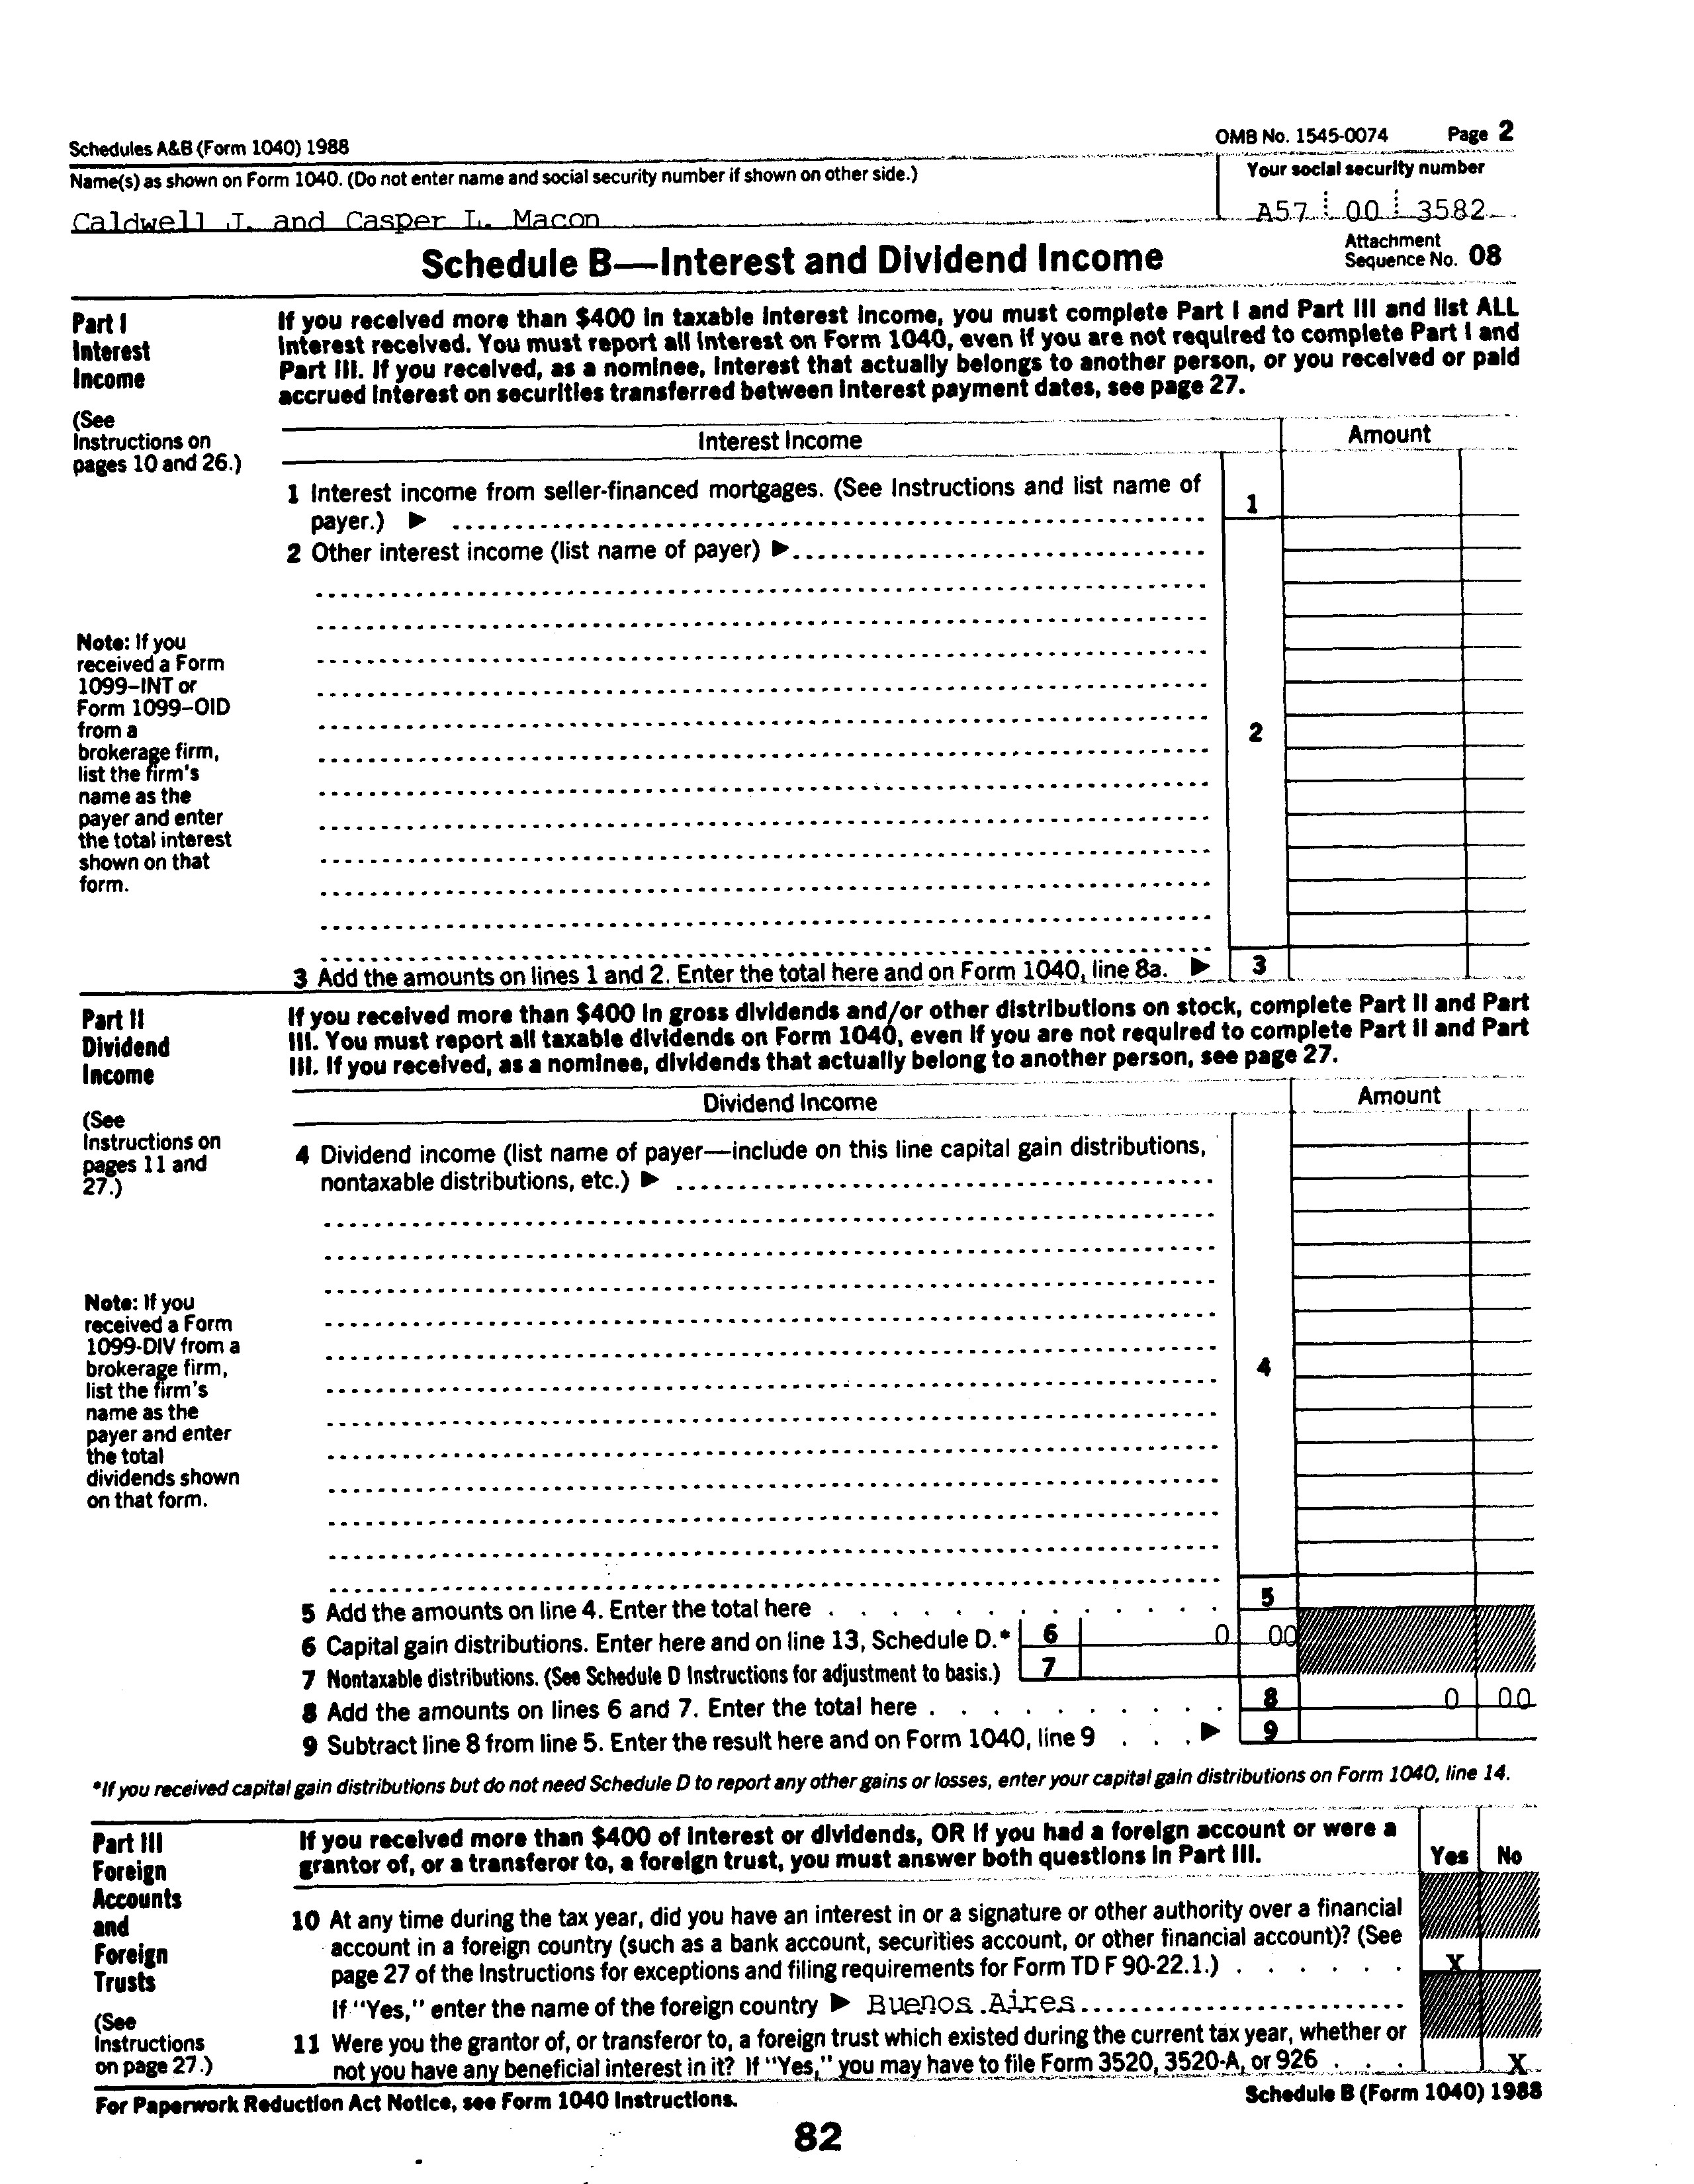 Schedules A&B (Form 1040) 1988
OMB No. 1545-0074 Page 2
Name(s) as shown on Form 1040. (Do not enter name and social security number if shown on other side.)
Your social security number
Caldwell J. and Casper L. Macon
A57 00 3582
Schedule B—Interest and Dividend Income
Attachment
Sequence No. 08
Part I
Interest
Income
(See
Instructions on
pages 10 and 26.)
If you received more than $400 in taxable interest income, you must complete Part I and Part III and list ALL
interest received. You must report all interest on Form 1040, even if you are not required to complete Part I and
Part III. If you received, as a nominee, interest that actually belongs to another person, or you received or paid
accrued interest on securities transferred between interest payment dates, see page 27.
Interest Income
Amount
1 Interest income from seller-financed mortgages. (See Instructions and list name of
payer.) ▶
1
2 Other interest income (list name of payer) ▶
Note: If you
received a Form
1099–INT or
Form 1099–OID
from a
brokerage firm,
list the firm's
name as the
payer and enter
the total interest
shown on that
form.
2
3 Add the amounts on lines 1 and 2. Enter the total here and on Form 1040, line 8a. ▶ 3
Part II
Dividend
Income
(See
Instructions on
pages 11 and
27.)
If you received more than $400 in gross dividends and/or other distributions on stock, complete Part II and Part
III. You must report all taxable dividends on Form 1040, even if you are not required to complete Part II and Part
III. If you received, as a nominee, dividends that actually belong to another person, see page 27.
Dividend Income
Amount
4 Dividend income (list name of payer—include on this line capital gain distributions,
nontaxable distributions, etc.) ▶
Note: If you
received a Form
1099-DIV from a
brokerage firm,
list the firm's
name as the
payer and enter
the total
dividends shown
on that form.
4
5 Add the amounts on line 4. Enter the total here . . . . . . . . . . . . 5
6 Capital gain distributions. Enter here and on line 13, Schedule D.* 6 0 00
7 Nontaxable distributions. (See Schedule D Instructions for adjustment to basis.) 7
8 Add the amounts on lines 6 and 7. Enter the total here . . . . . . . . . . 8 0 00
9 Subtract line 8 from line 5. Enter the result here and on Form 1040, line 9 . . . ▶ 9
*If you received capital gain distributions but do not need Schedule D to report any other gains or losses, enter your capital gain distributions on Form 1040, line 14.
Part III
Foreign
Accounts
and
Foreign
Trusts
(See
Instructions
on page 27.)
If you received more than $400 of interest or dividends, OR if you had a foreign account or were a
grantor of, or a transferor to, a foreign trust, you must answer both questions in Part III.
Yes No
10 At any time during the tax year, did you have an interest in or a signature or other authority over a financial
account in a foreign country (such as a bank account, securities account, or other financial account)? (See
page 27 of the Instructions for exceptions and filing requirements for Form TD F 90-22.1.) . . . . . . X
If "Yes," enter the name of the foreign country ▶ Buenos Aires
11 Were you the grantor of, or transferor to, a foreign trust which existed during the current tax year, whether or
not you have any beneficial interest in it? If "Yes," you may have to file Form 3520, 3520-A, or 926 . . . . X
For Paperwork Reduction Act Notice, see Form 1040 Instructions.
Schedule B (Form 1040) 1988
82